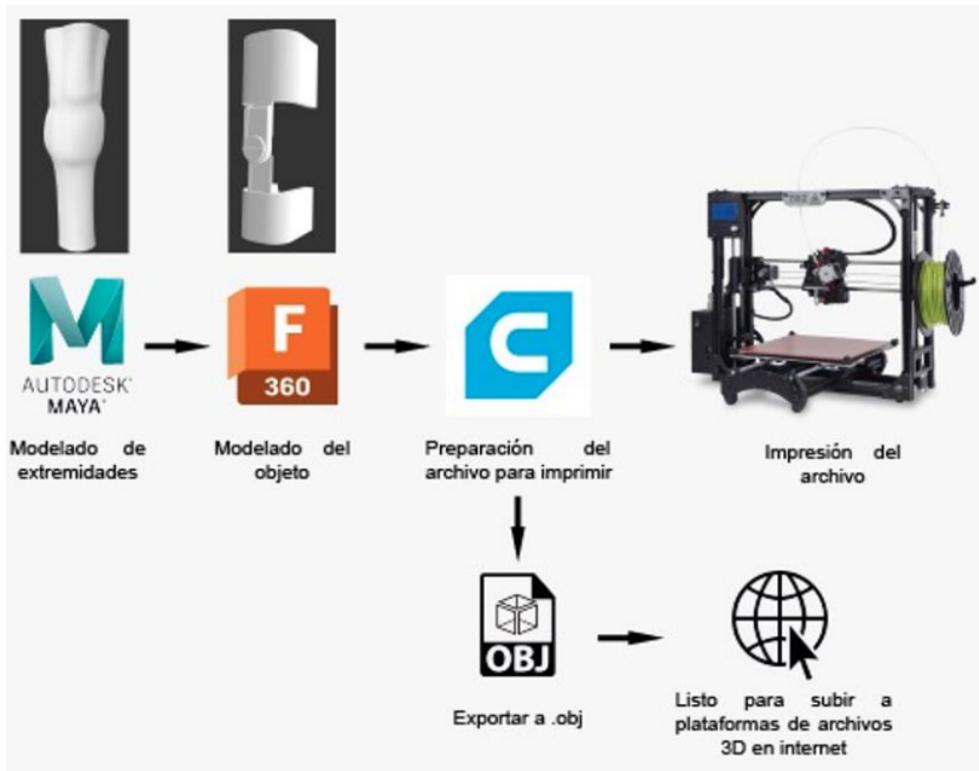 AUTODESK®
MAYA®
F
360
Modelado de
extremidades
Modelado del
objeto
Preparación del
archivo para imprimir
Impresión del
archivo
OBJ
Exportar a .obj
Listo para subir a
plataformas de archivos
3D en internet